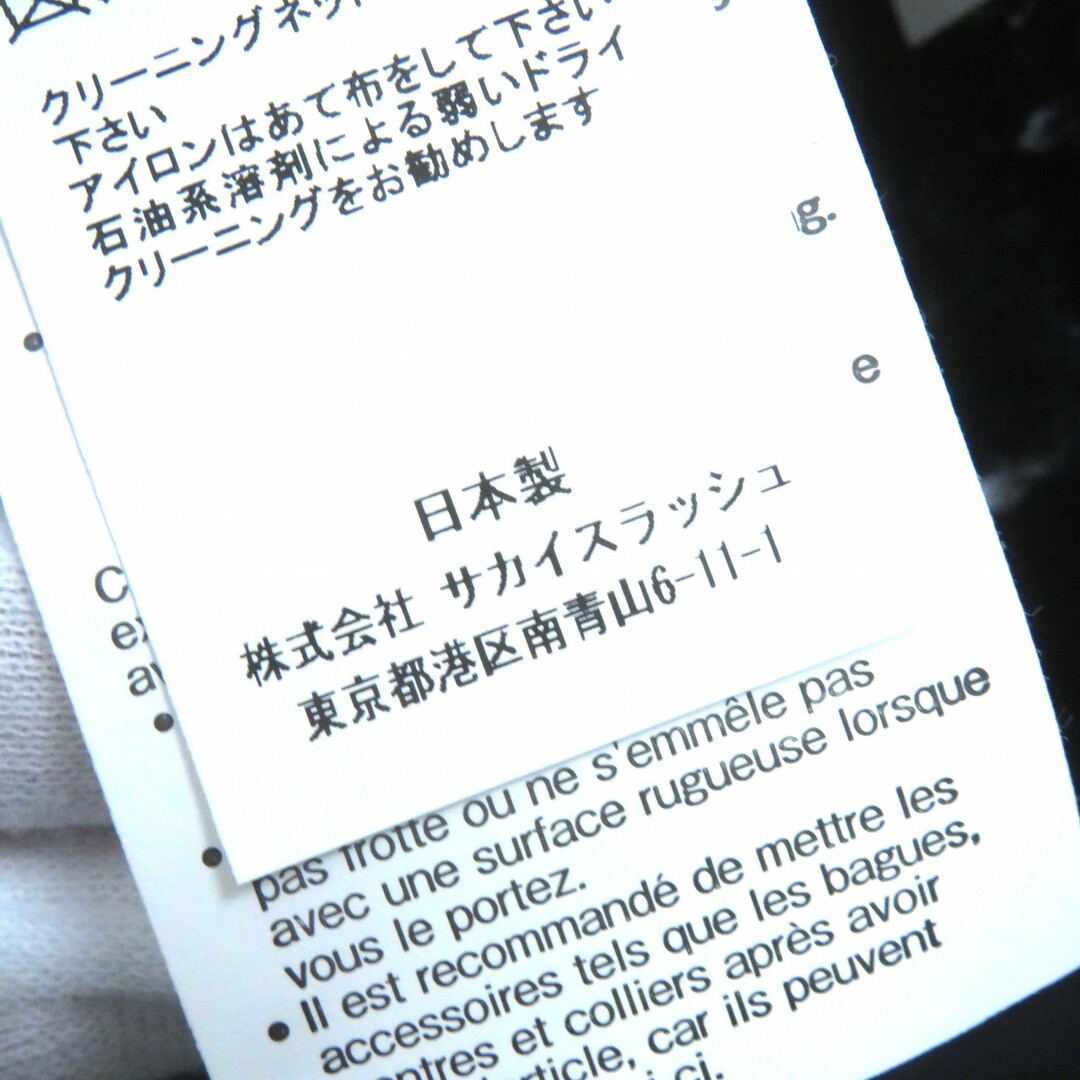 クリーニングネット
下さい
アイロンはあて布をして下さい
石油系溶剤による弱いドライ
クリーニングをお勧めします
g.
e
日本製
株式会社 サカイスラッシュ
東京都港区南青山6-11-1
pas frotte ou ne s'emmêle pas
avec une surface rugueuse lorsque
vous le portez.
• Il est recommandé de mettre les
accessoires tels que les bagues,
et colliers après avoir
car ils peuvent
ci.